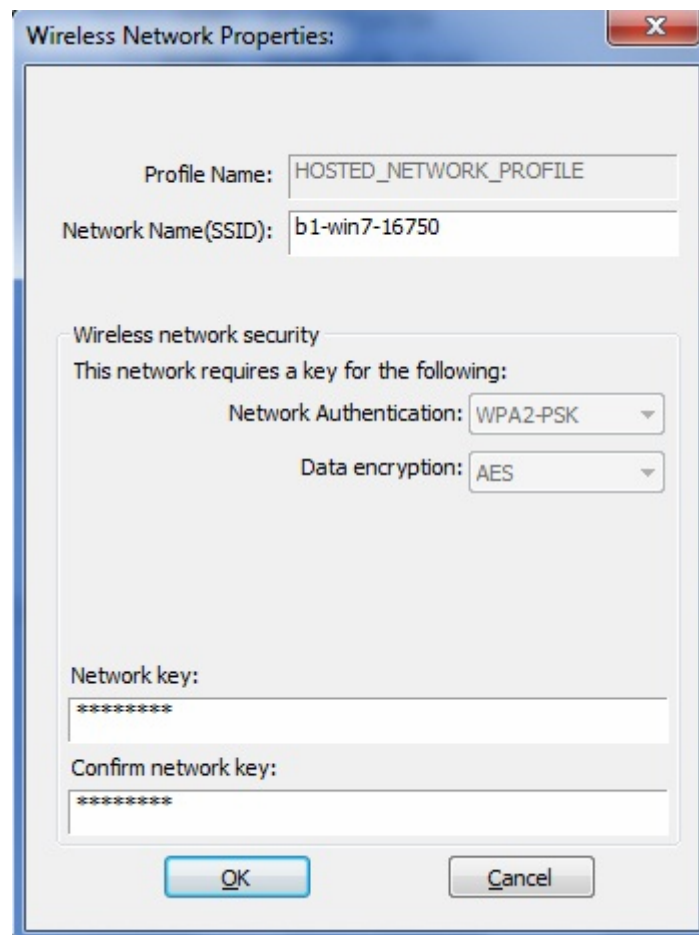 Wireless Network Properties:
Profile Name: HOSTED_NETWORK_PROFILE
Network Name(SSID): b1-win7-16750
Wireless network security
This network requires a key for the following:
Network Authentication: WPA2-PSK
Data encryption: AES
Network key:
********
Confirm network key:
********
OK Cancel